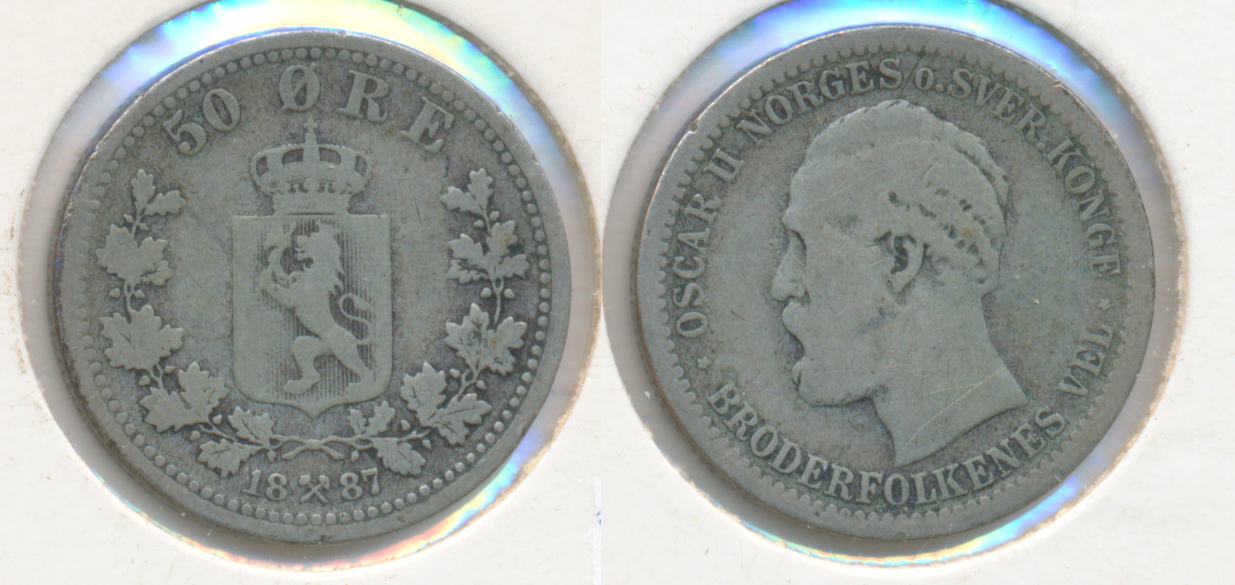 50 ØRE
18 87
OSCAR II NORGES O. SVER. KONGE
BRODERFOLKENES VEL